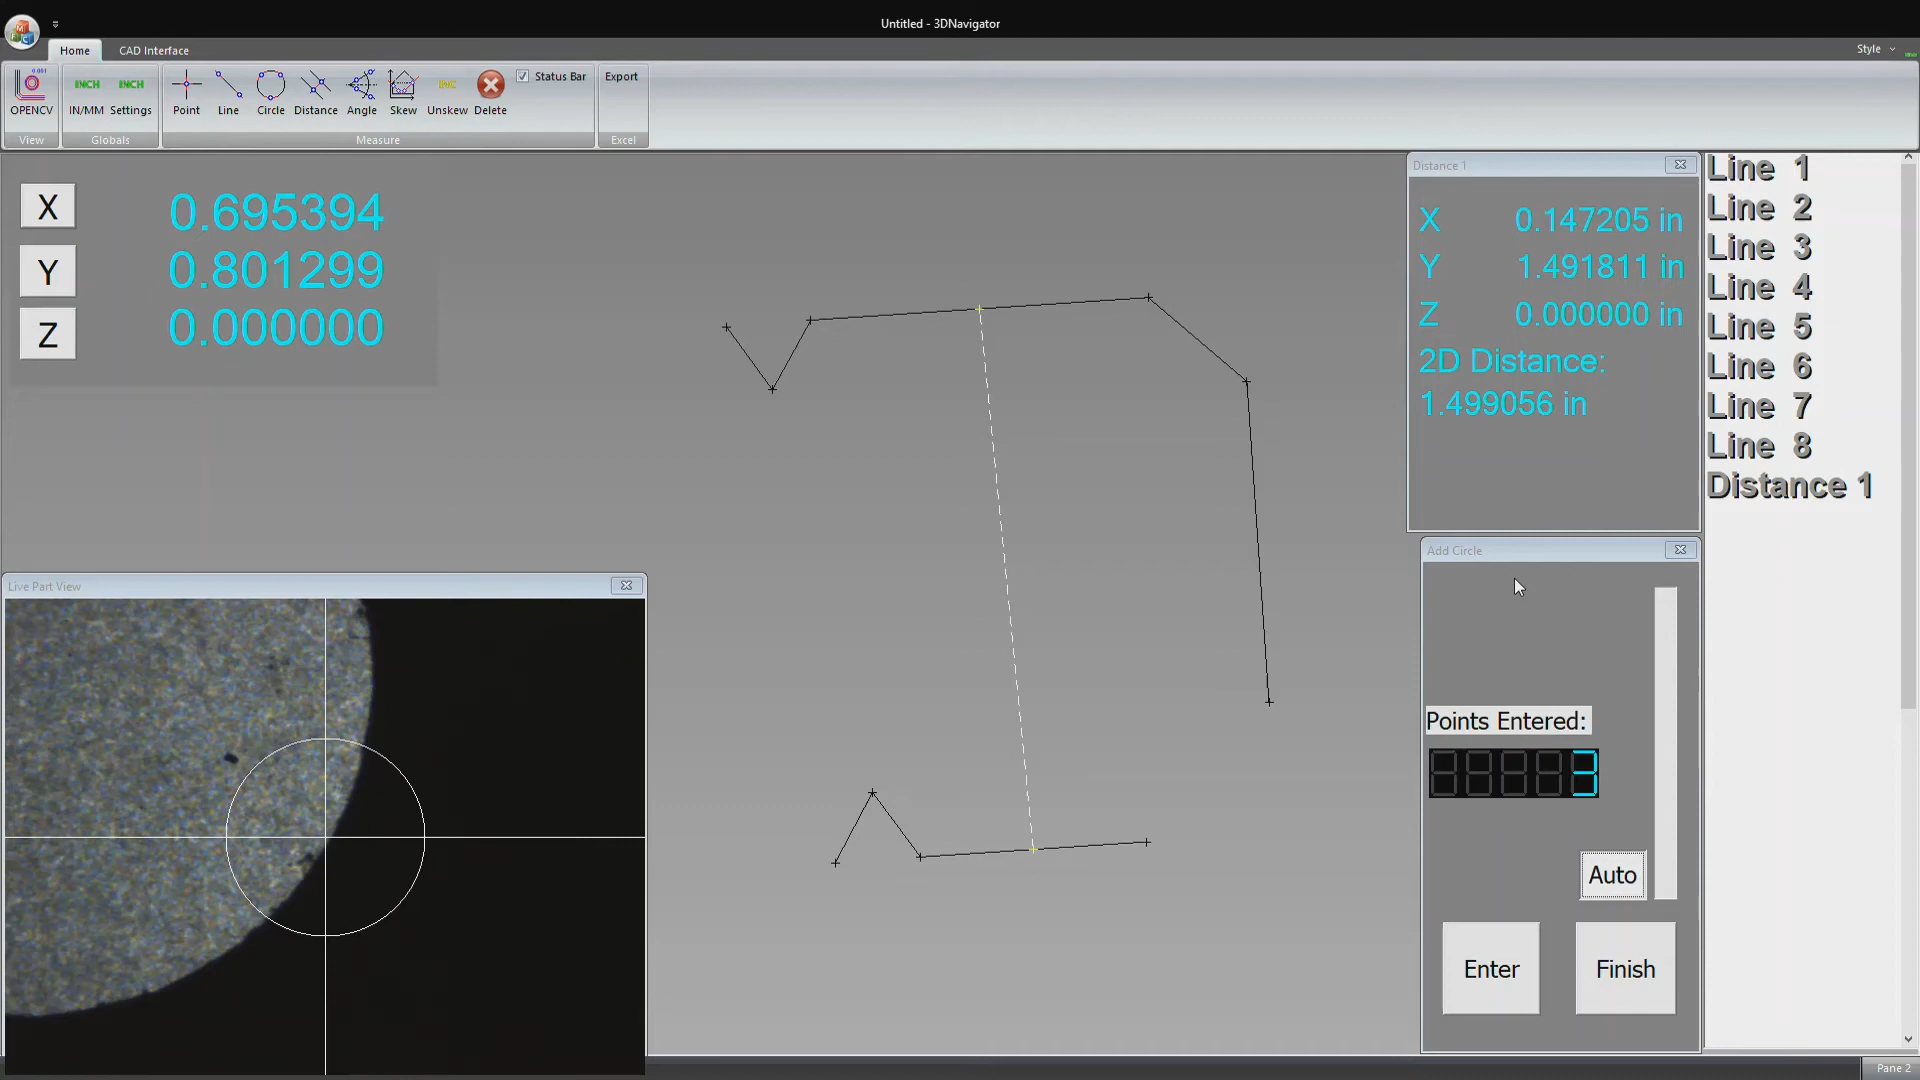 Untitled - 3DNavigator
Home
CAD Interface
Style
0.001
OPENCV
View
INCH
IN/MM
INCH
Settings
Globals
Point
Line
Circle
Distance
Angle
Skew
INC
Unskew
Delete
Status Bar
Measure
Export
Excel
X 0.695394
Y 0.801299
Z 0.000000
Distance 1
X 0.147205 in
Y 1.491811 in
Z 0.000000 in
2D Distance:
1.499056 in
Line 1
Line 2
Line 3
Line 4
Line 5
Line 6
Line 7
Line 8
Distance 1
Live Part View
Add Circle
Points Entered:
3
Auto
Enter
Finish
Pane 2